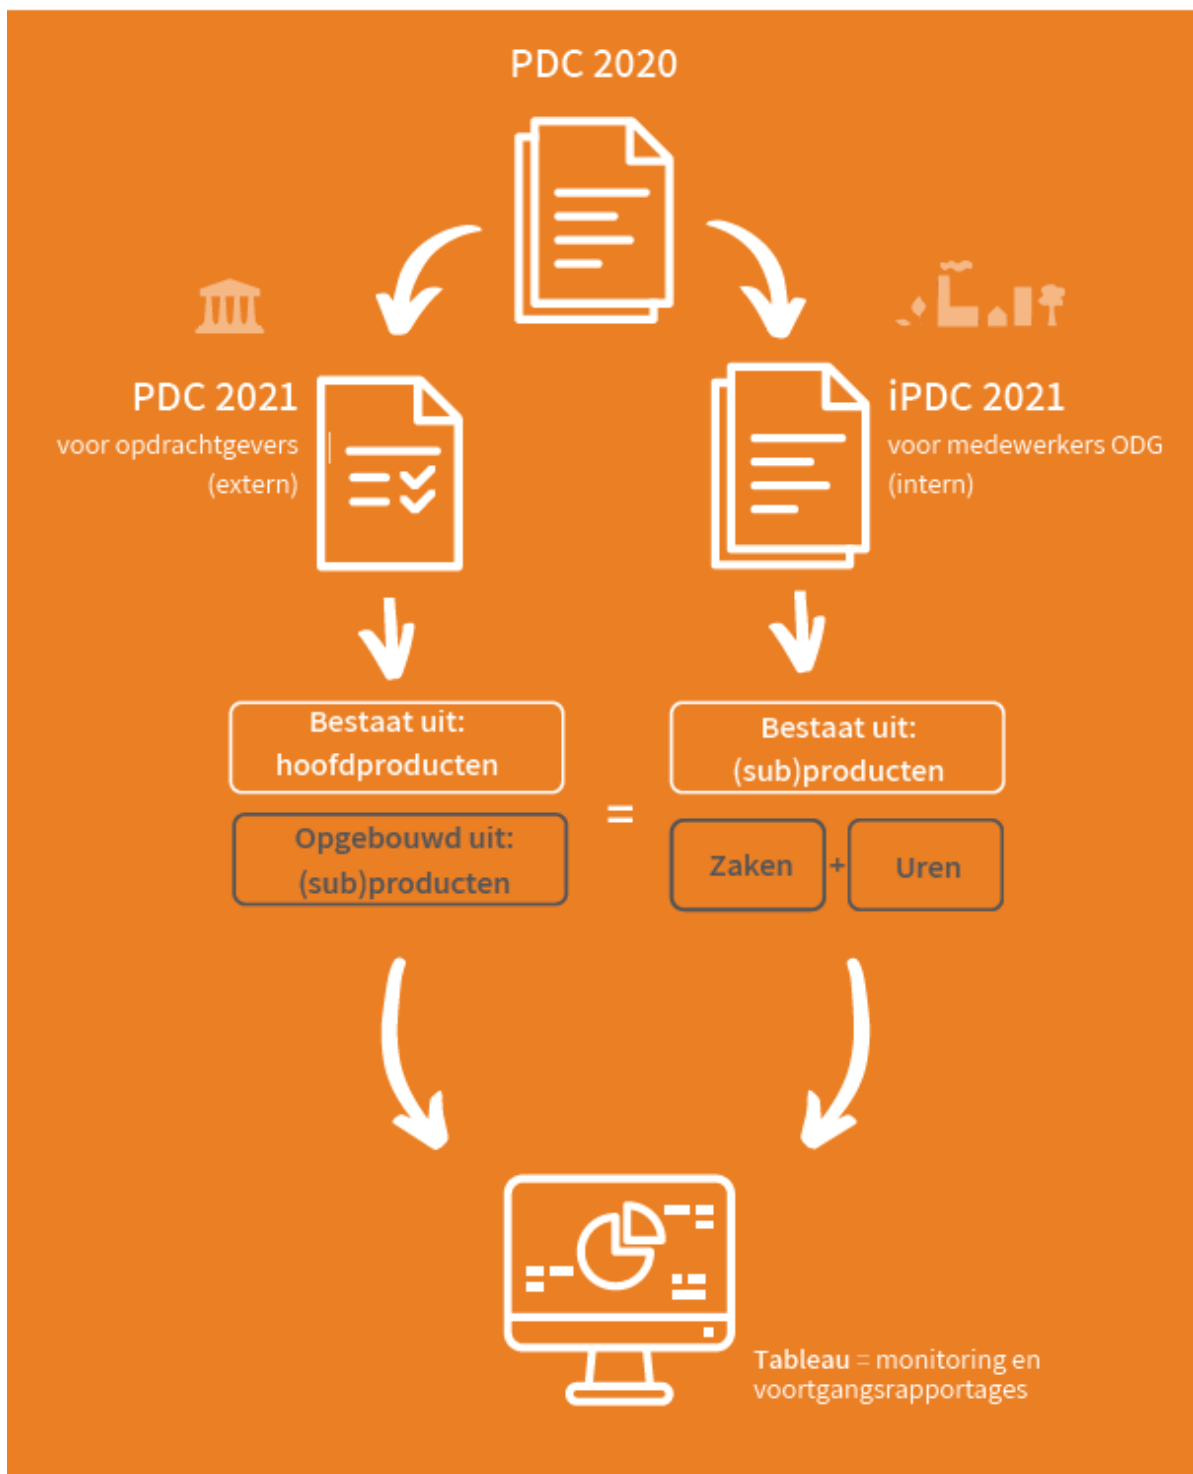 PDC 2020
PDC 2021
voor opdrachtgevers
(extern)
iPDC 2021
voor medewerkers ODG
(intern)
Bestaat uit:
hoofdproducten
Opgebouwd uit:
(sub)producten
=
Bestaat uit:
(sub)producten
Zaken + Uren
Tableau = monitoring en
voortgangsrapportages